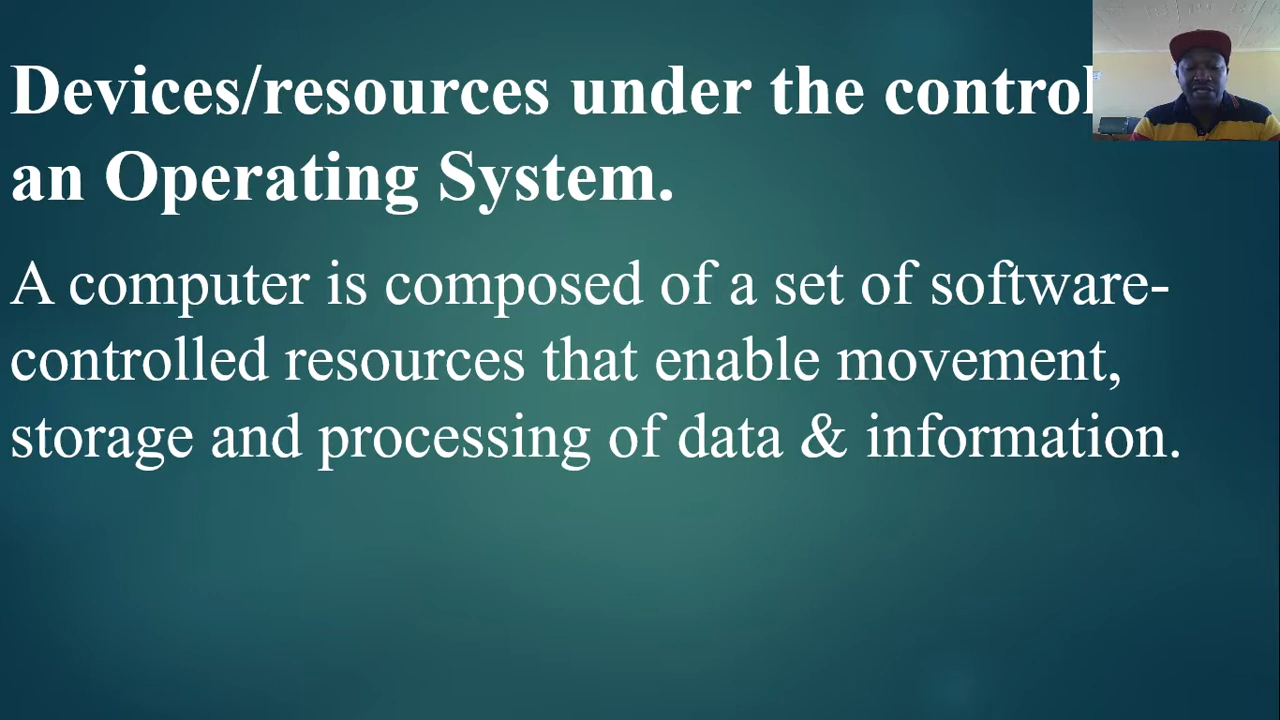 Devices/resources under the control
an Operating System.
A computer is composed of a set of software-
controlled resources that enable movement,
storage and processing of data & information.